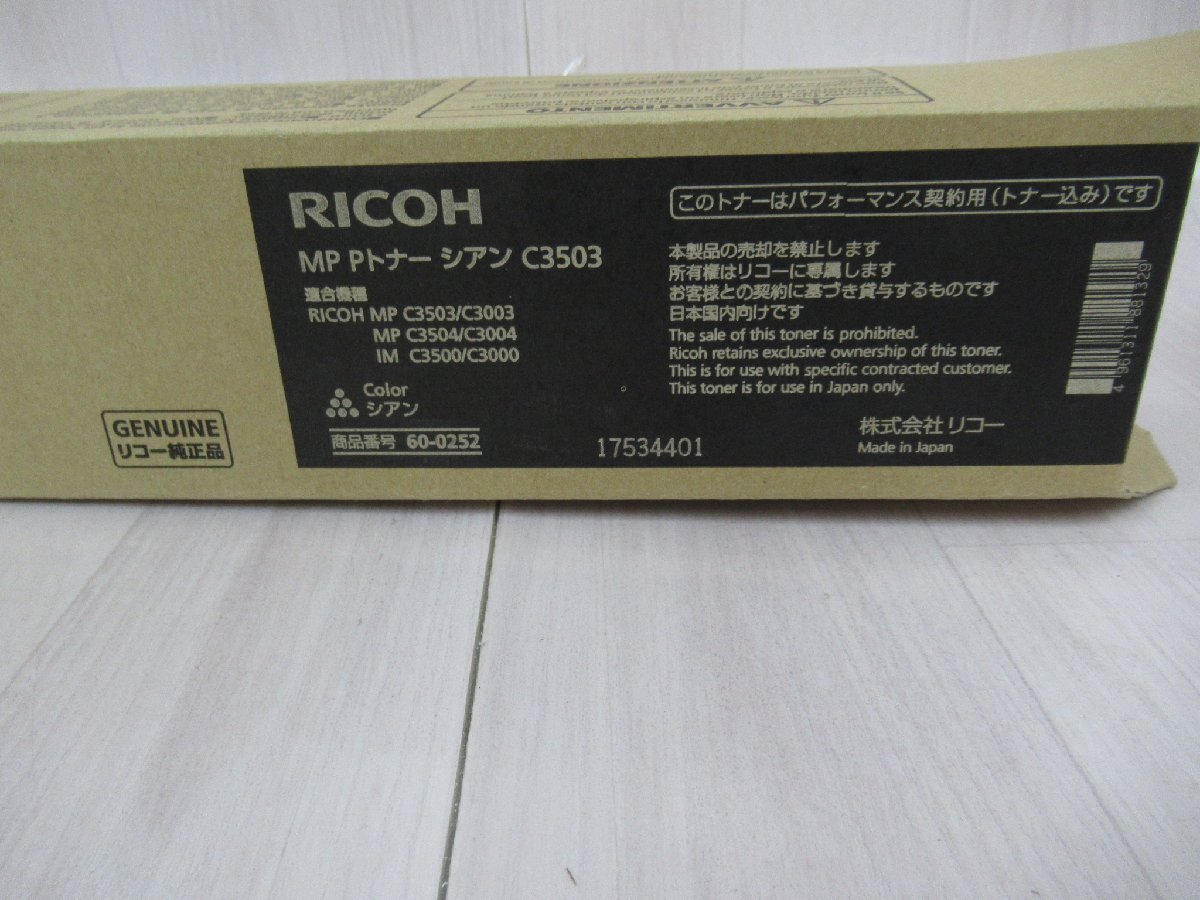 AVVERTIMENTO
RICOH
MP Pトナー シアン C3503
適合機種
RICOH MP C3503/C3003
MP C3504/C3004
IM C3500/C3000
Color
シアン
商品番号 60-0252
GENUINE
リコー純正品
17534401
このトナーはパフォーマンス契約用(トナー込み)です
本製品の売却を禁止します
所有権はリコーに専属します
お客様との契約に基づき貸与するものです
日本国内向けです
The sale of this toner is prohibited.
Ricoh retains exclusive ownership of this toner.
This is for use with specific contracted customer.
This toner is for use in Japan only.
株式会社リコー
Made in Japan
4 961311 881329